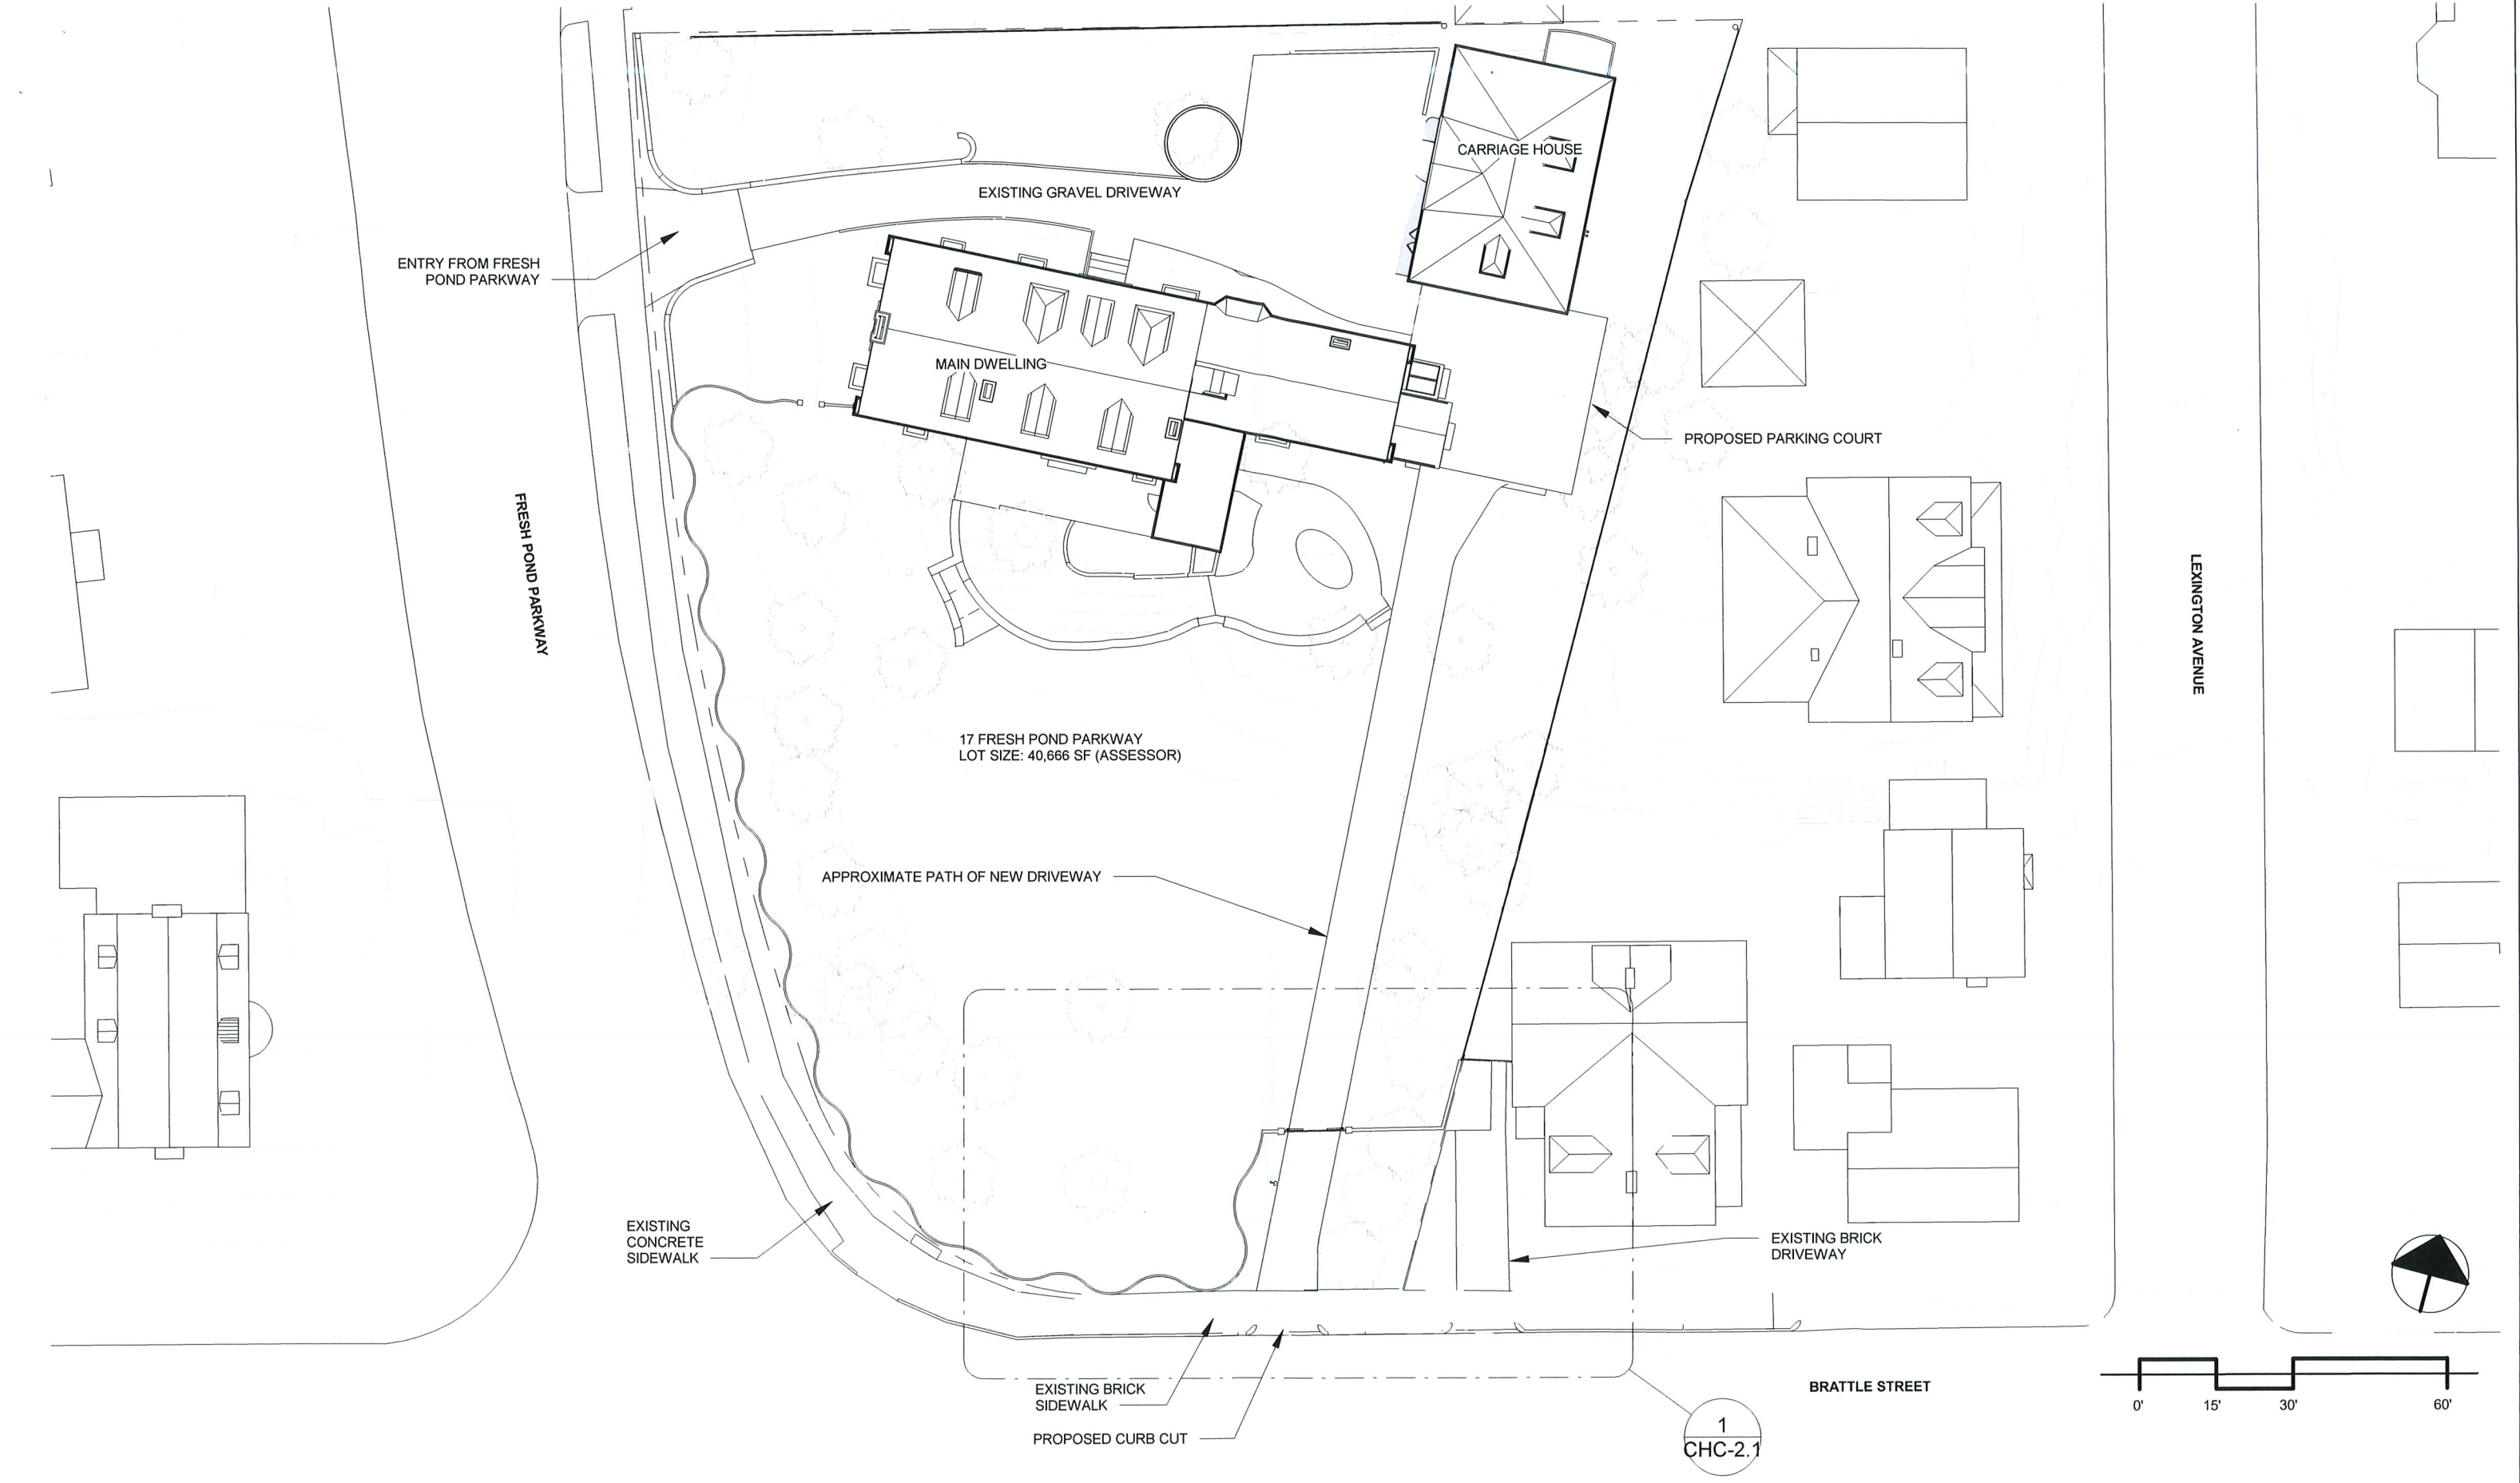 CARRIAGE HOUSE
EXISTING GRAVEL DRIVEWAY
ENTRY FROM FRESH
POND PARKWAY
MAIN DWELLING
PROPOSED PARKING COURT
FRESH POND PARKWAY
LEXINGTON AVENUE
17 FRESH POND PARKWAY
LOT SIZE: 40,666 SF (ASSESSOR)
APPROXIMATE PATH OF NEW DRIVEWAY
EXISTING
CONCRETE
SIDEWALK
EXISTING BRICK
DRIVEWAY
EXISTING BRICK
SIDEWALK
PROPOSED CURB CUT
BRATTLE STREET
1
CHC-2.1
0' 15' 30' 60'